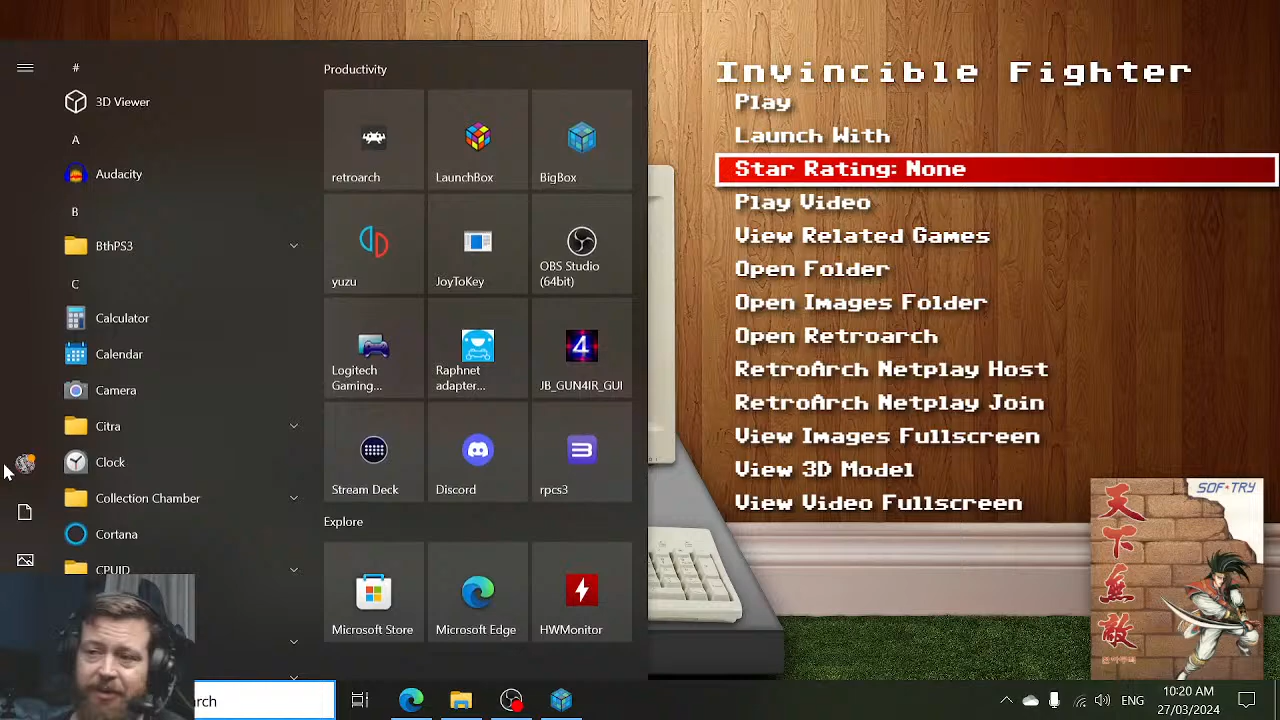 #
3D Viewer
A
Audacity
B
BthPS3
C
Calculator
Calendar
Camera
Citra
Clock
Collection Chamber
Cortana
CPUID
Productivity
retroarch
LaunchBox
BigBox
yuzu
JoyToKey
OBS Studio
(64bit)
Logitech
Gaming...
Raphnet
adapter...
4
JB_GUN4IR_GUI
Stream Deck
Discord
3
rpcs3
Explore
Microsoft Store
Microsoft Edge
HWMonitor
Invincible Fighter
Play
Launch With
Star Rating: None
Play Video
View Related Games
Open Folder
Open Images Folder
Open Retroarch
RetroArch Netplay Host
RetroArch Netplay Join
View Images Fullscreen
View 3D Model
View Video Fullscreen
SOF•TRY
天下無敵
rch
ENG
10:20 AM
27/03/2024